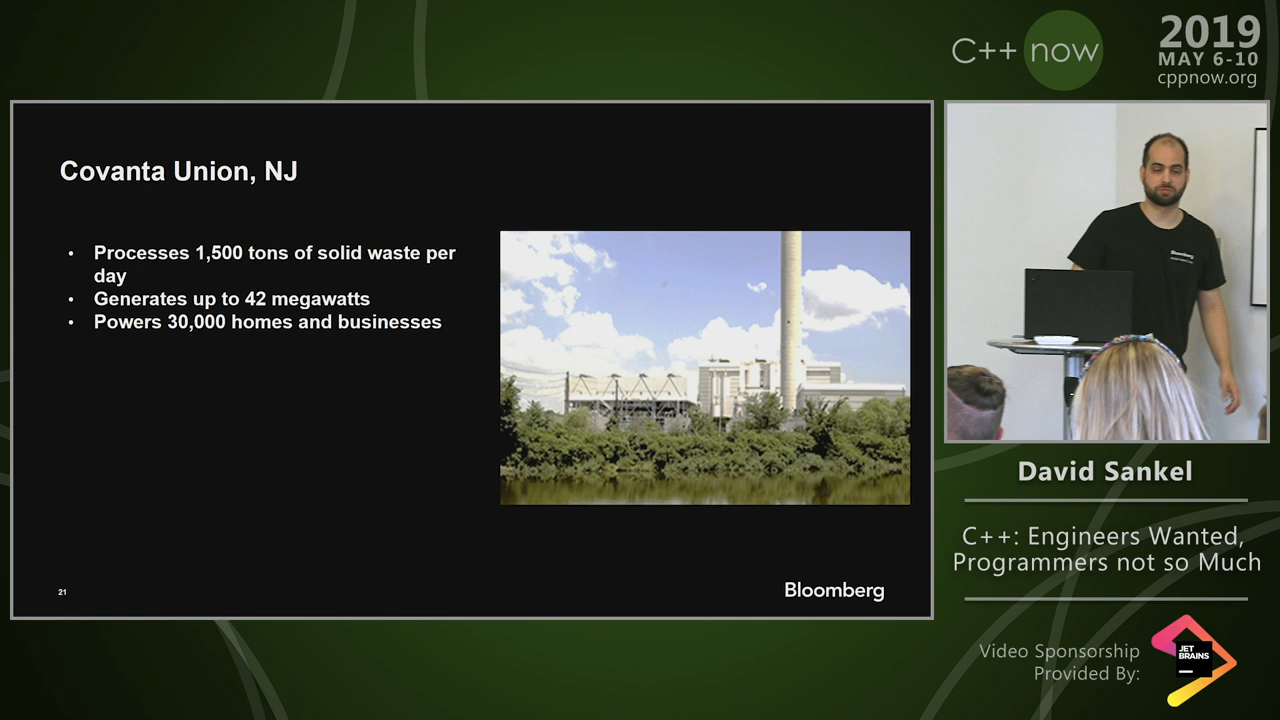 C++ now
2019
MAY 6-10
cppnow.org
Covanta Union, NJ
• Processes 1,500 tons of solid waste per
day
• Generates up to 42 megawatts
• Powers 30,000 homes and businesses
21
Bloomberg
Bloomberg
David Sankel
C++: Engineers Wanted,
Programmers not so Much
Video Sponsorship
Provided By:
JET
BRAINS